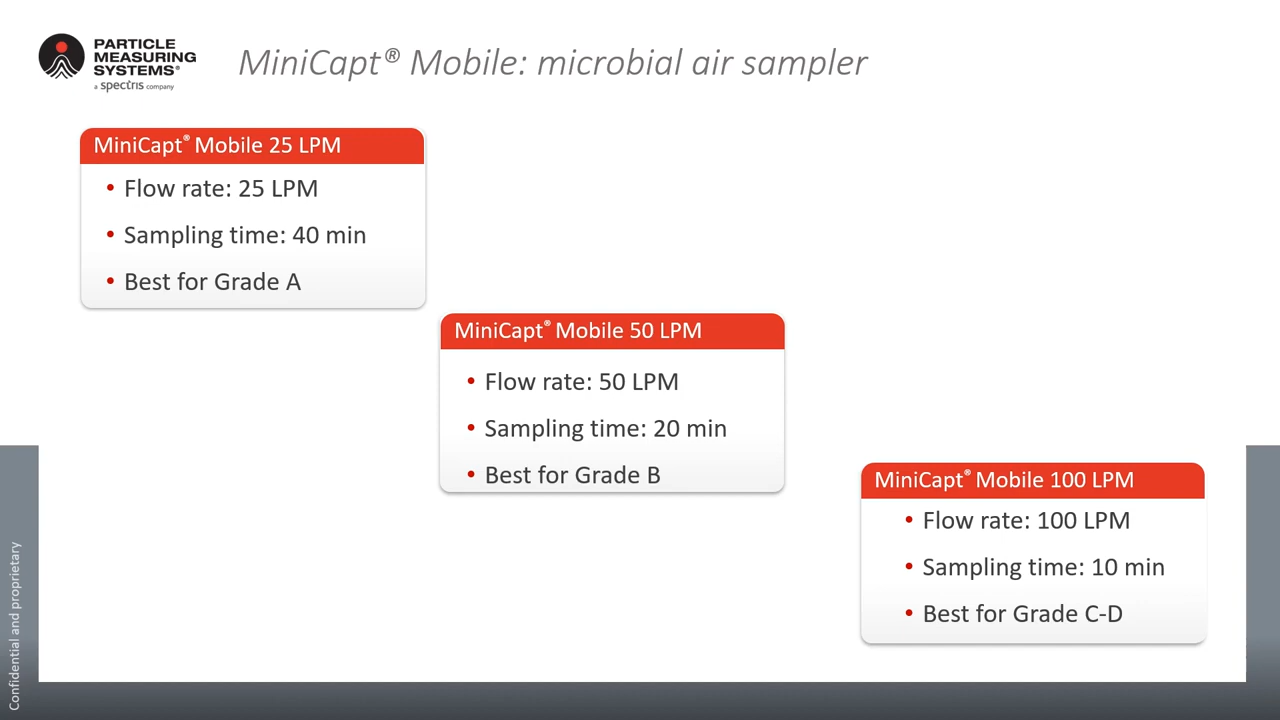 PARTICLE
MEASURING
SYSTEMS®
a spectris company
MiniCapt® Mobile: microbial air sampler
MiniCapt® Mobile 25 LPM
• Flow rate: 25 LPM
• Sampling time: 40 min
• Best for Grade A
MiniCapt® Mobile 50 LPM
• Flow rate: 50 LPM
• Sampling time: 20 min
• Best for Grade B
MiniCapt® Mobile 100 LPM
• Flow rate: 100 LPM
• Sampling time: 10 min
• Best for Grade C-D
Confidential and proprietary